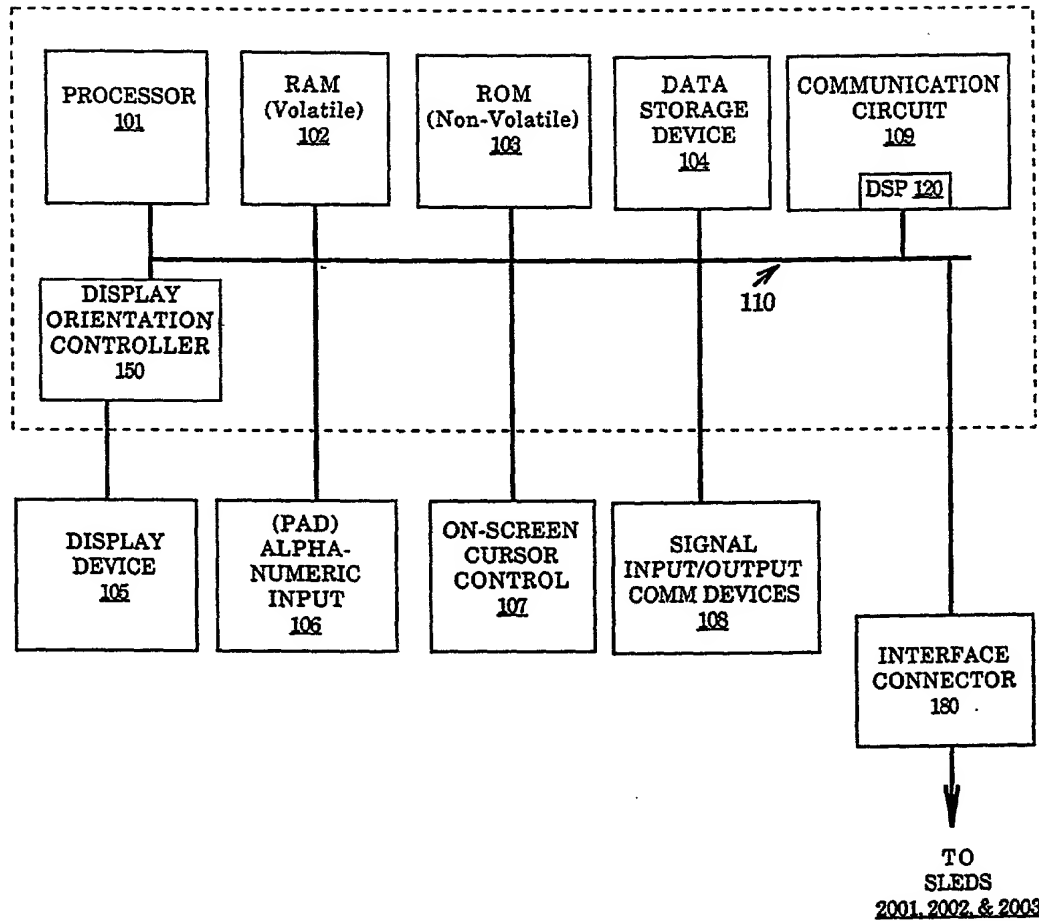 PROCESSOR
101
RAM
(Volatile)
102
ROM
(Non-Volatile)
103
DATA
STORAGE
DEVICE
104
COMMUNICATION
CIRCUIT
109
DSP 120
110
DISPLAY
ORIENTATION
CONTROLLER
150
DISPLAY
DEVICE
105
(PAD)
ALPHA-
NUMERIC
INPUT
106
ON-SCREEN
CURSOR
CONTROL
107
SIGNAL
INPUT/OUTPUT
COMM DEVICES
108
INTERFACE
CONNECTOR
180
TO
SLEDS
2001, 2002, & 2003